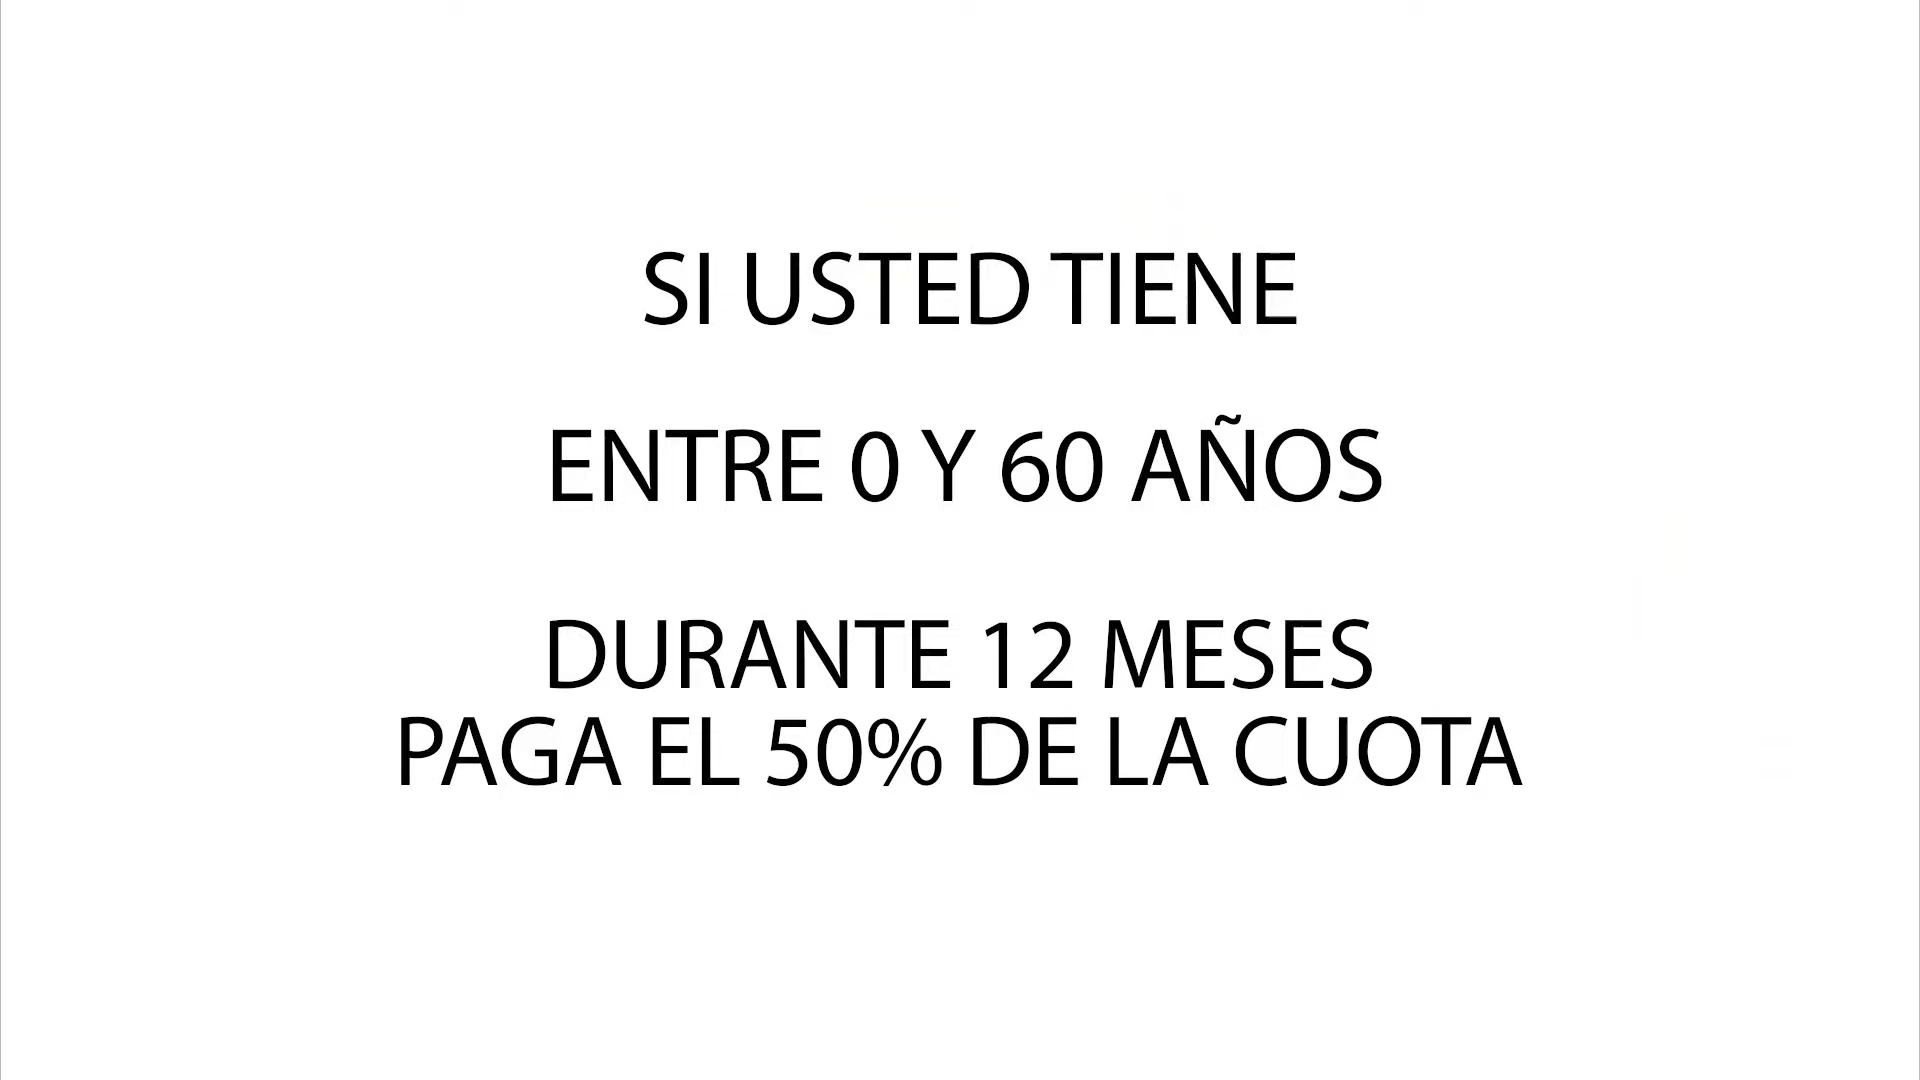 SI USTED TIENE
ENTRE 0 Y 60 AÑOS
DURANTE 12 MESES
PAGA EL 50% DE LA CUOTA